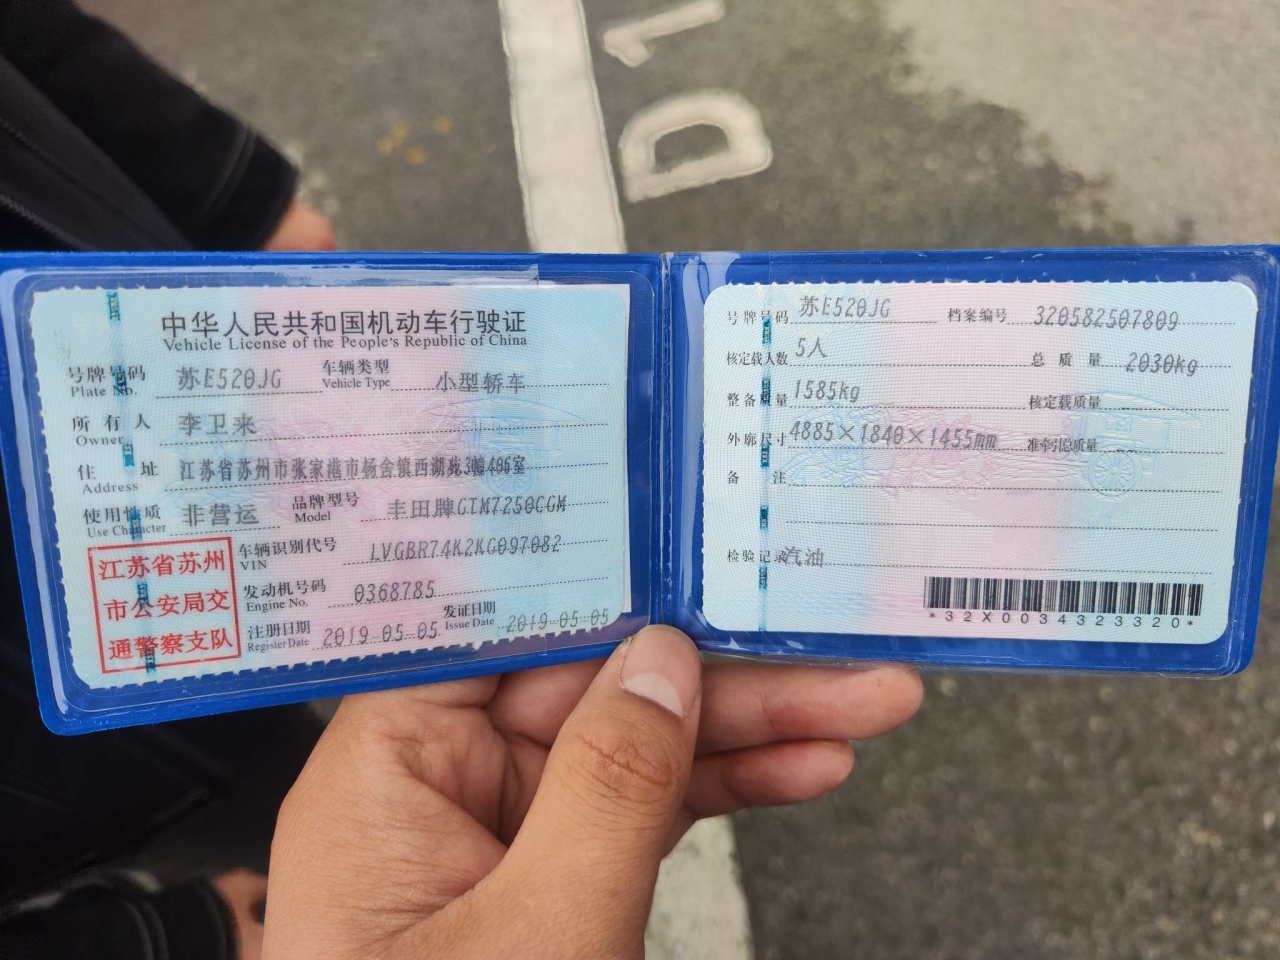 D1
中华人民共和国机动车行驶证
Vehicle License of the People's Republic of China
号牌号码 苏E520JG 车辆类型 小型轿车
Plate No. Vehicle Type
所有人 李卫来
Owner
住址 江苏省苏州市张家港市杨舍镇西湖苑3幢406室
Address
使用性质 非营运 品牌型号 丰田牌GTM7250CGM
Use Character Model
江苏省苏州
市公安局交
通警察支队
车辆识别代号 LVGBR74K2KG097082
VIN
发动机号码 0368785
Engine No.
注册日期 2019-05-05 发证日期 2019-05-05
Register Date Issue Date
号牌号码 苏E520JG 档案编号 320582507809
核定载人数 5人 总质量 2030kg
整备质量 1585kg 核定载质量 --
外廓尺寸 4885×1840×1455mm 准牵引总质量 --
备注
检验记录 汽油
*32X0034323320*